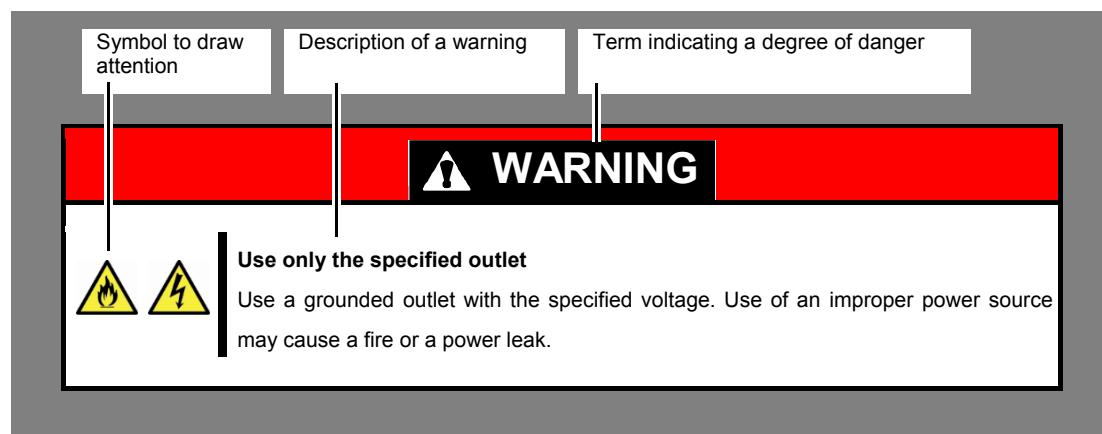 Symbol to draw
attention
Description of a warning
Term indicating a degree of danger
WARNING
Use only the specified outlet
Use a grounded outlet with the specified voltage. Use of an improper power source
may cause a fire or a power leak.